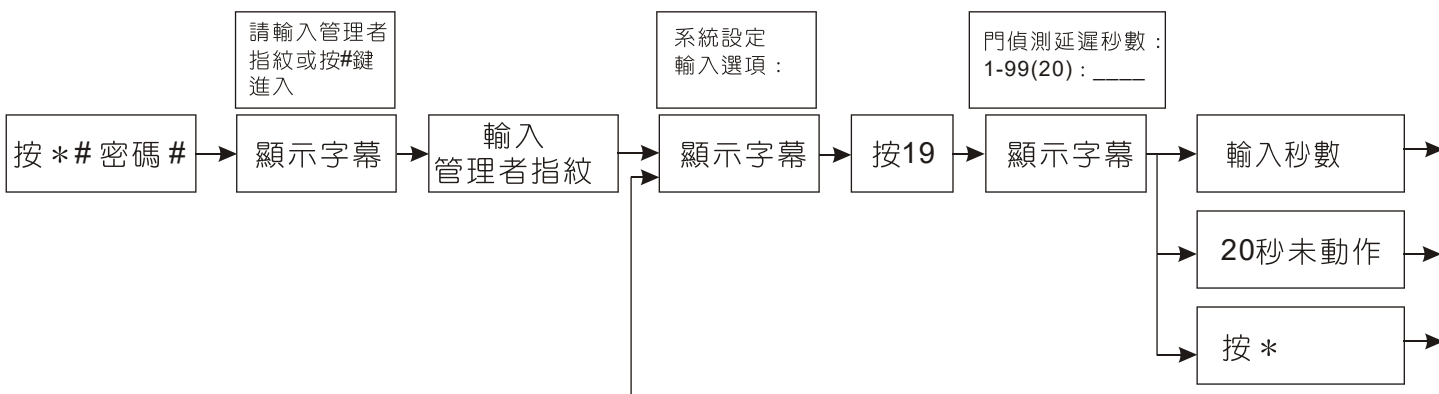 請輸入管理者
指紋或按#鍵
進入
系統設定
輸入選項：
門偵測延遲秒數：
1-99(20)：____
按＊#密碼#
顯示字幕
輸入
管理者指紋
顯示字幕
按19
顯示字幕
輸入秒數
20秒未動作
按＊